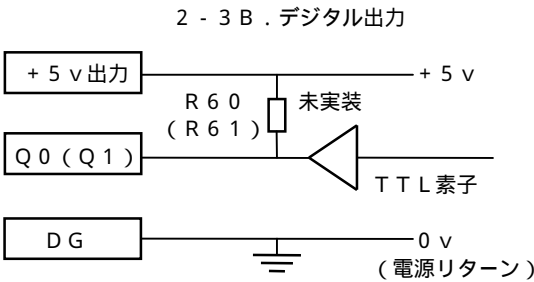 ２-３Ｂ．デジタル出力
+５ｖ出力
+５ｖ
Ｒ６０
（Ｒ６１）
未実装
Ｑ０（Ｑ１）
ＴＴＬ素子
ＤＧ
０ｖ
（電源リターン）